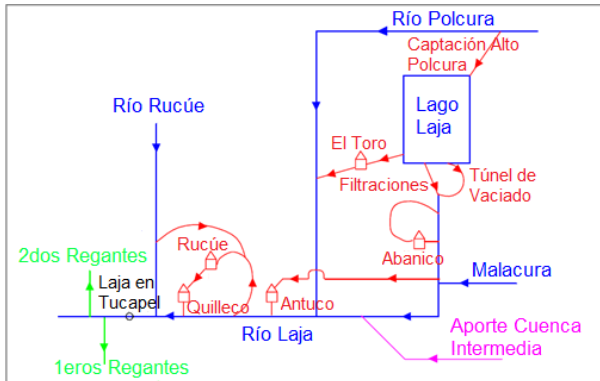 Río Polcura
Captación Alto
Polcura
Lago
Laja
Río Rucúe
El Toro
Filtraciones
Túnel de
Vaciado
Rucúe
Abanico
2dos Regantes
Laja en
Tucapel
Quilleco
Antuco
Malacura
Río Laja
Aporte Cuenca
Intermedia
1eros Regantes